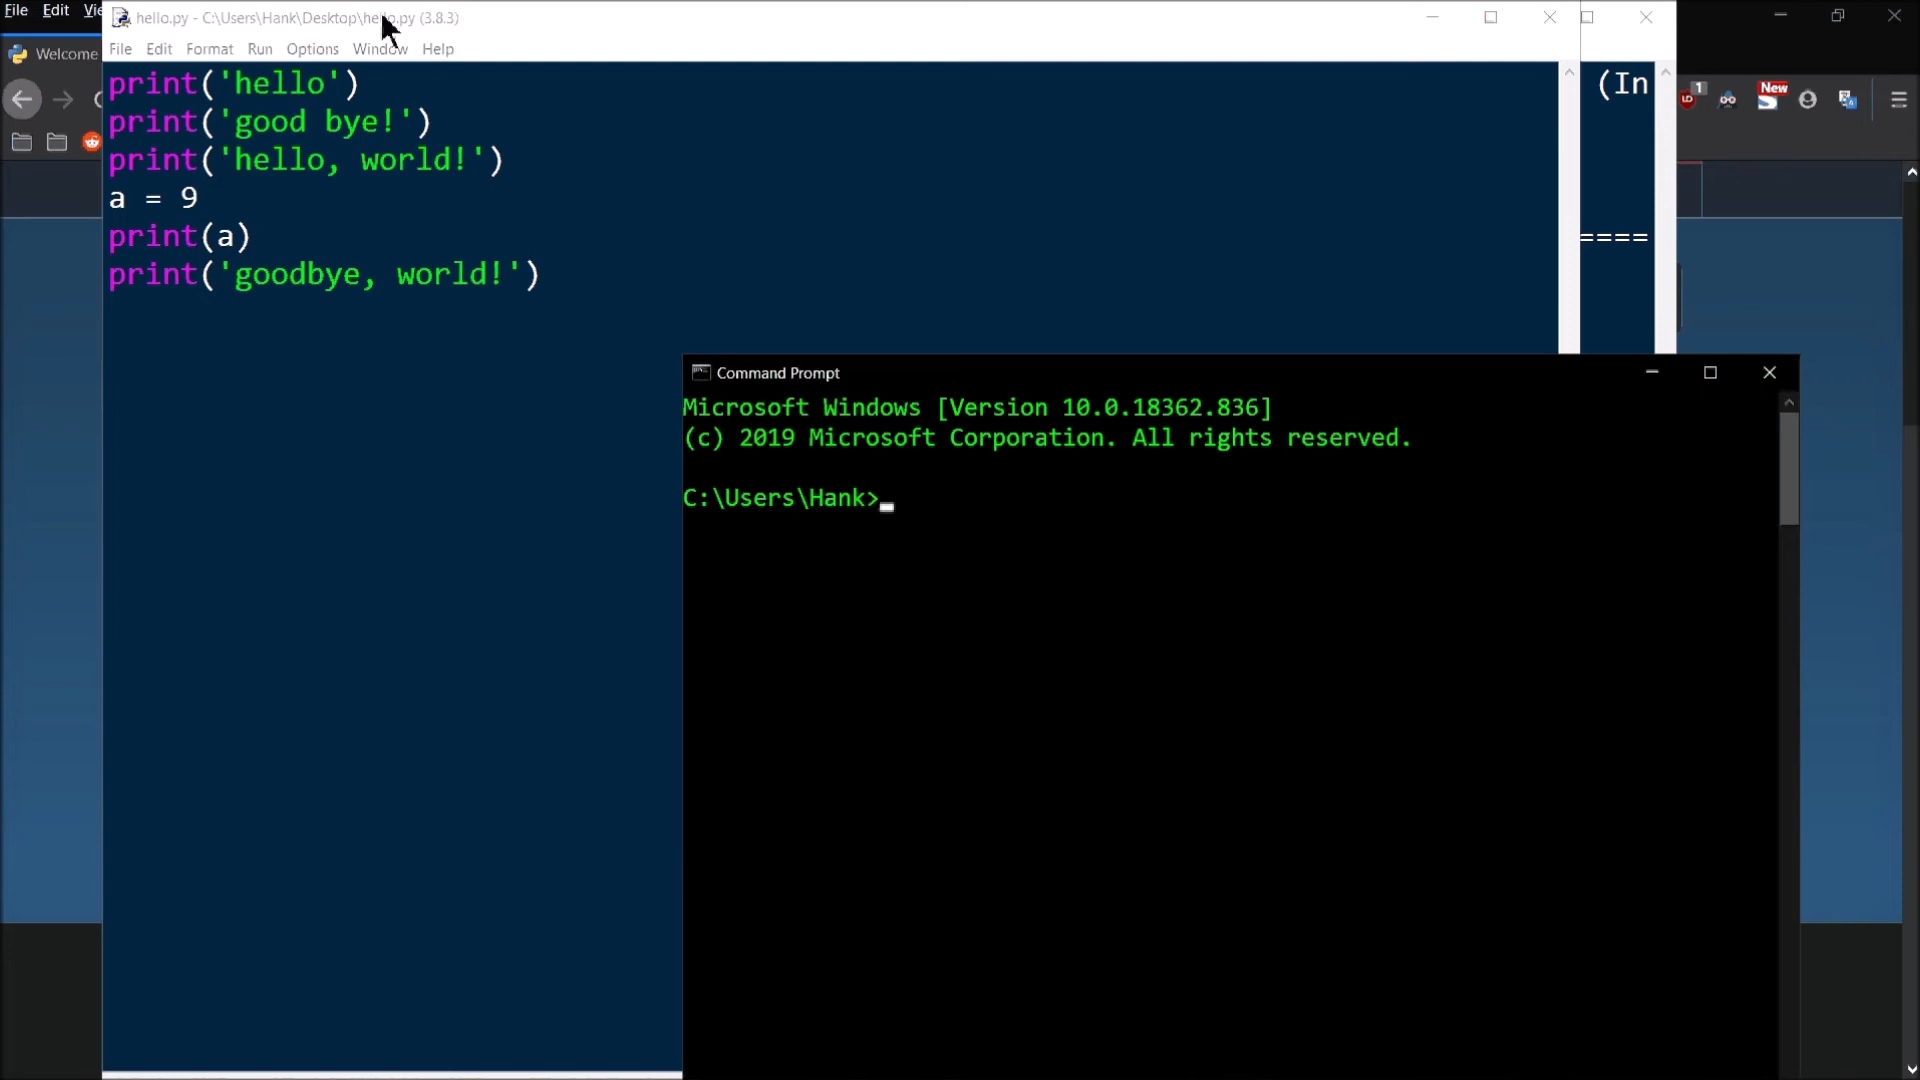 File Edit
hello.py - C:\Users\Hank\Desktop\hello.py (3.8.3)
File Edit Format Run Options Window Help
Welcome
print('hello')
print('good bye!')
print('hello, world!')
a = 9
print(a)
print('goodbye, world!')
(In
====
1
New
Command Prompt
Microsoft Windows [Version 10.0.18362.836]
(c) 2019 Microsoft Corporation. All rights reserved.
C:\Users\Hank>